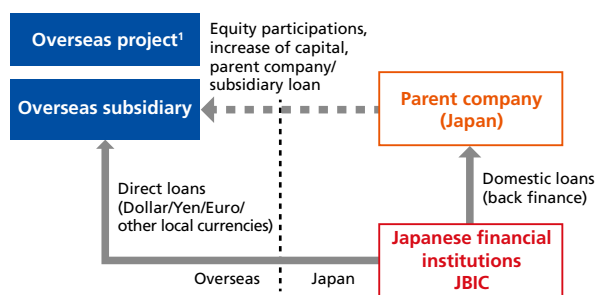 Overseas project¹
Equity participations,
increase of capital,
parent company/
subsidiary loan
Overseas subsidiary
Parent company
(Japan)
Direct loans
(Dollar/Yen/Euro/
other local currencies)
Domestic loans
(back finance)
Japanese financial
institutions
JBIC
Overseas
Japan